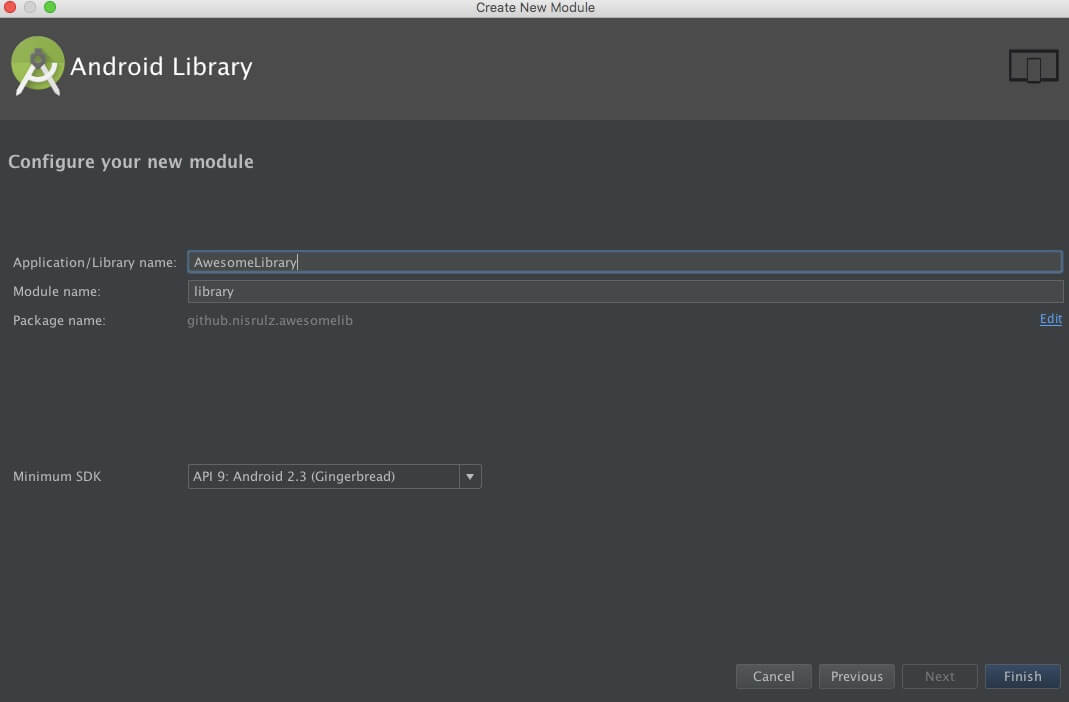 Create New Module
Android Library
Configure your new module
Application/Library name: AwesomeLibrary
Module name: library
Package name: github.nisrulz.awesomelib Edit
Minimum SDK API 9: Android 2.3 (Gingerbread)
Cancel Previous Next Finish